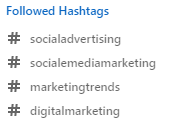 Followed Hashtags
# socialadvertising
# socialemediamarketing
# marketingtrends
# digitalmarketing